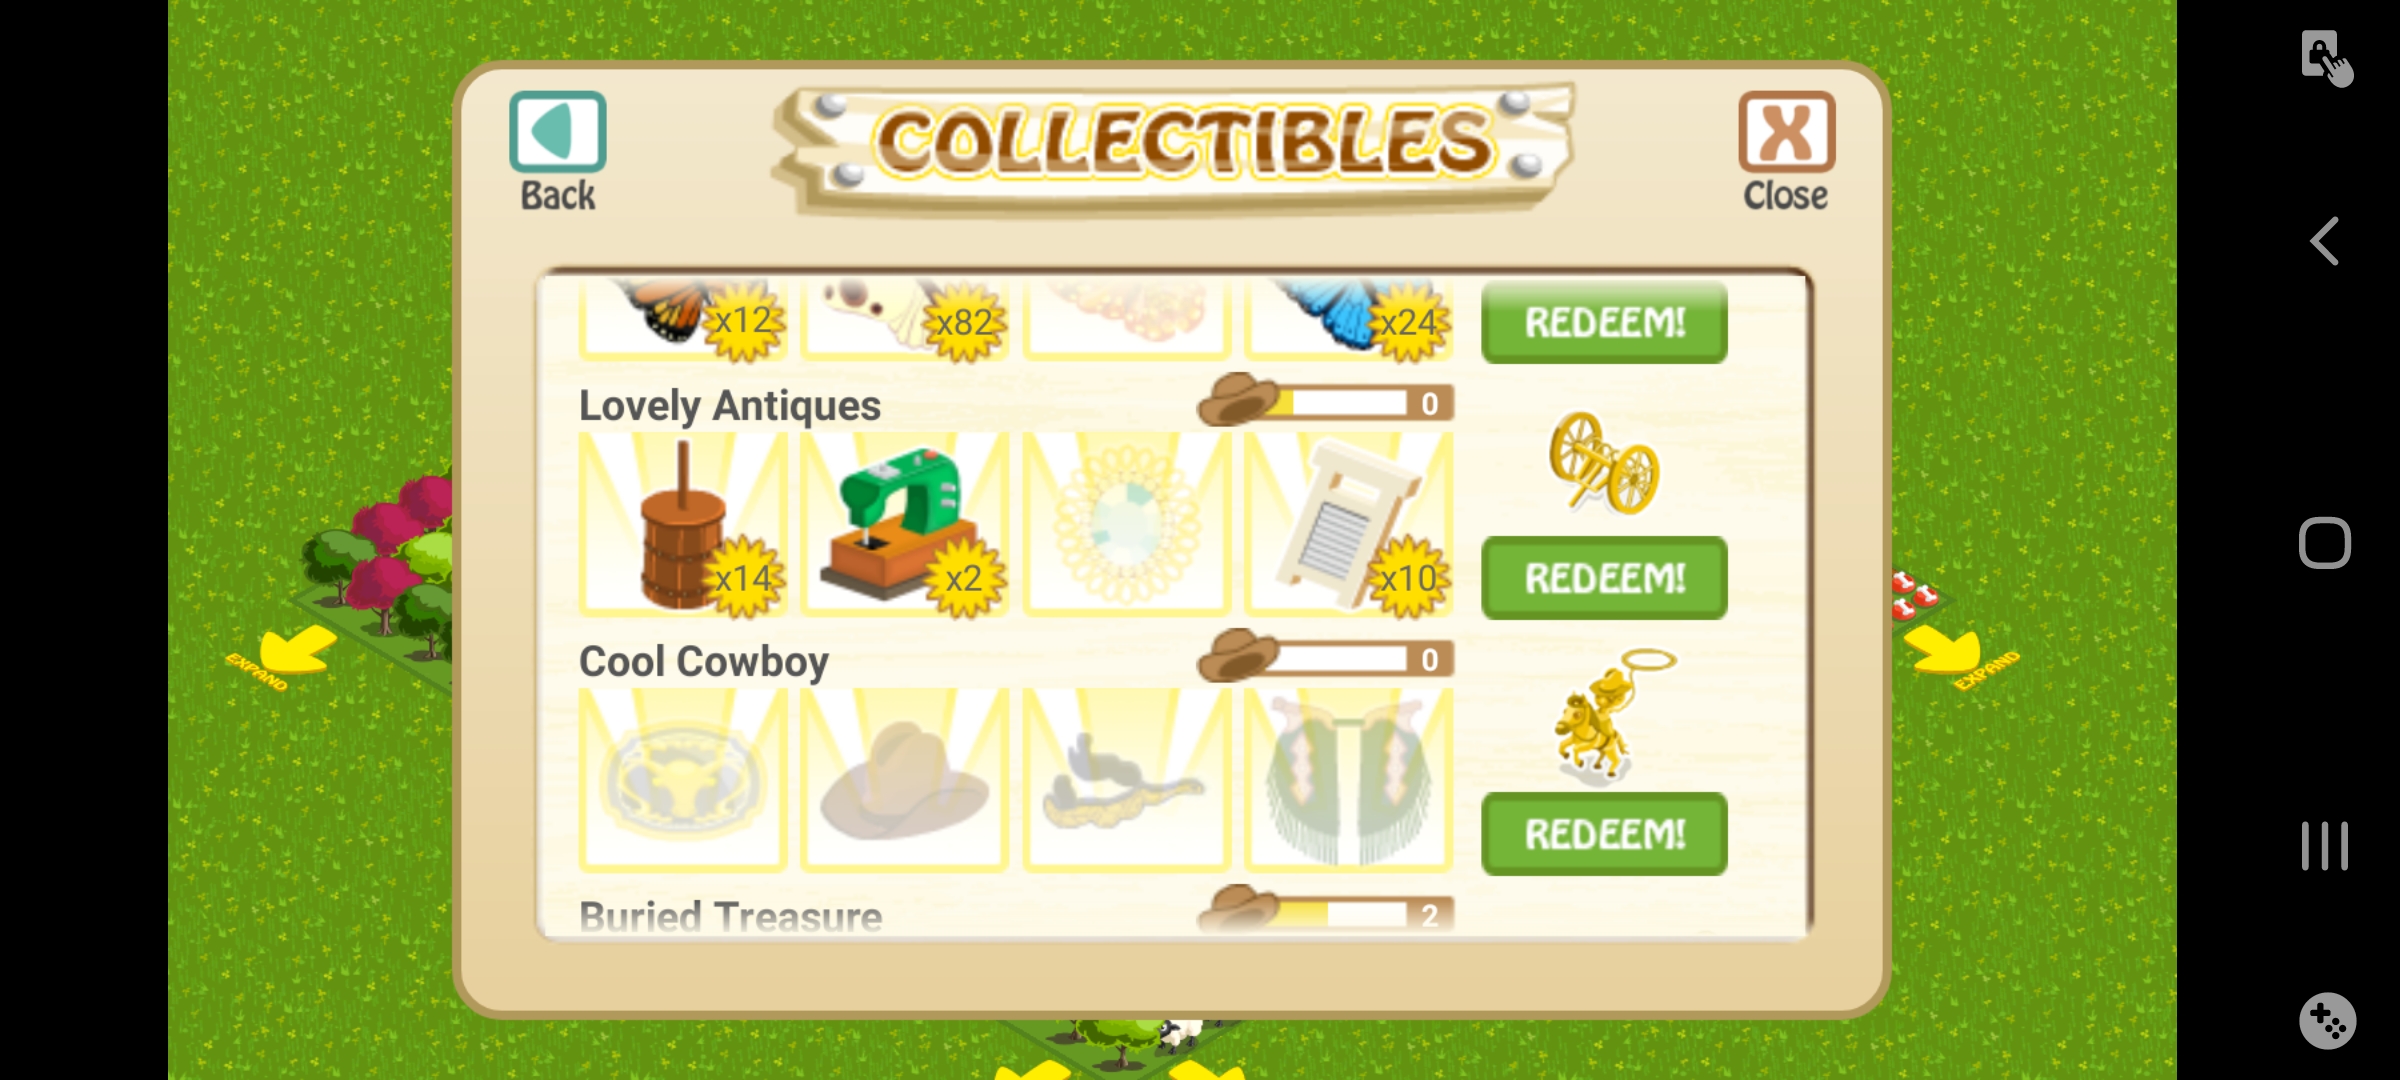 COLLECTIBLES
Back
Close
x12
x82
x24
REDEEM!
Lovely Antiques
0
x14
x2
x10
REDEEM!
Cool Cowboy
0
REDEEM!
EXPAND
EXPAND
Buried Treasure
2